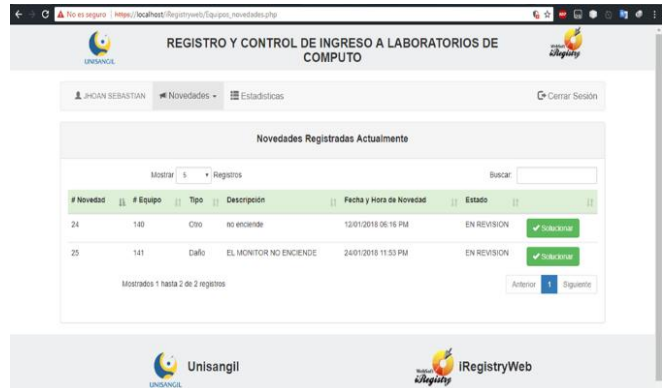 No es seguro | https://localhost/iRegistryweb/Equipos_novedades.php
UNISANGIL
REGISTRO Y CONTROL DE INGRESO A LABORATORIOS DE
COMPUTO
iRegistry
JHOAN SEBASTIAN Novedades Estadisticas Cerrar Sesión
Novedades Registradas Actualmente
Mostrar 5 Registros Buscar:
# Novedad # Equipo Tipo Descripción Fecha y Hora de Novedad Estado
24 140 Otro no enciende 12/01/2018 06:16 PM EN REVISION Solucionar
25 141 Daño EL MONITOR NO ENCIENDE 24/01/2018 11:53 PM EN REVISION Solucionar
Mostrados 1 hasta 2 de 2 registros Anterior 1 Siguiente
UNISANGIL
Unisangil
iRegistry
iRegistryWeb